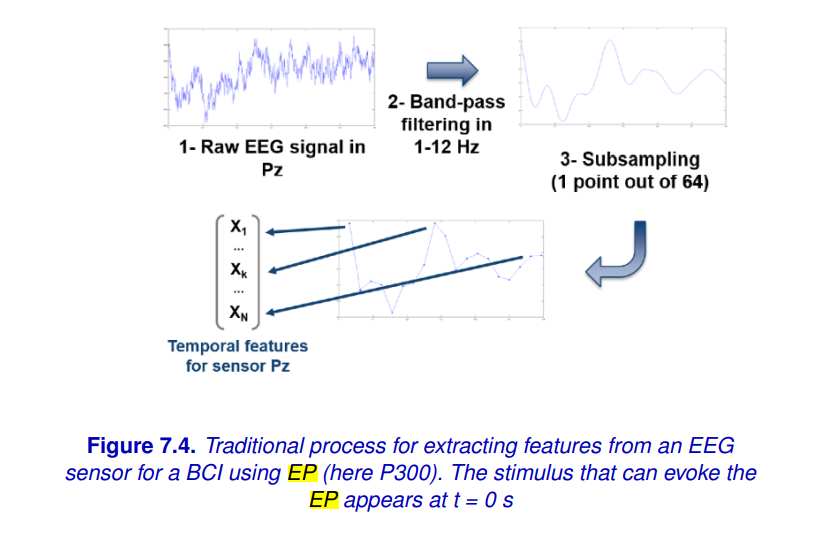 1- Raw EEG signal in
Pz
2- Band-pass
filtering in
1-12 Hz
3- Subsampling
(1 point out of 64)
X1
...
Xk
...
XN
Temporal features
for sensor Pz
Figure 7.4. Traditional process for extracting features from an EEG
sensor for a BCI using EP (here P300). The stimulus that can evoke the
EP appears at t = 0 s